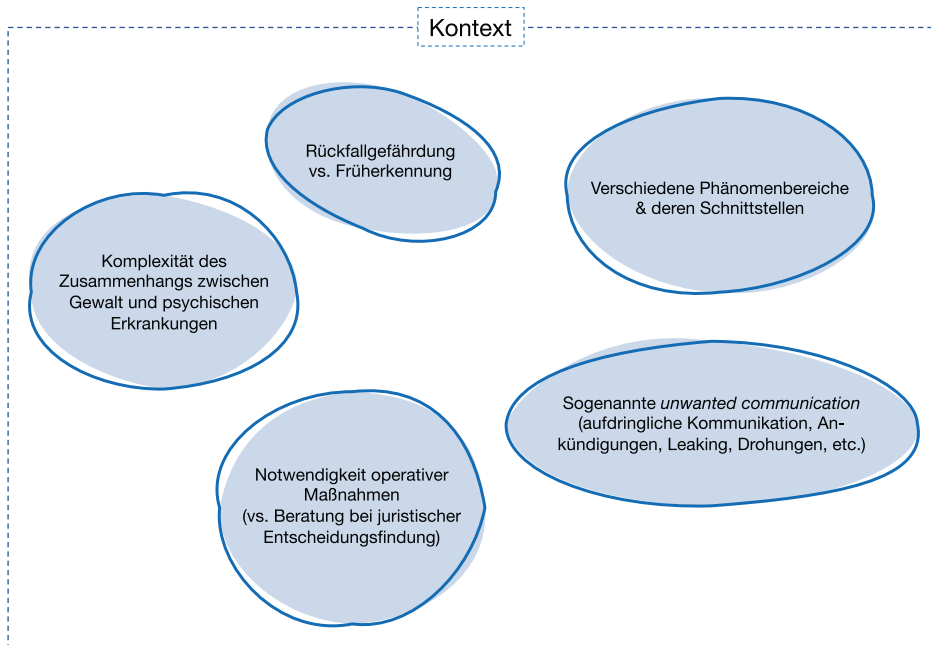 Kontext
Rückfallgefährdung
vs. Früherkennung
Verschiedene Phänomenbereiche
& deren Schnittstellen
Komplexität des
Zusammenhangs zwischen
Gewalt und psychischen
Erkrankungen
Sogenannte unwanted communication
(aufdringliche Kommunikation, An-
kündigungen, Leaking, Drohungen, etc.)
Notwendigkeit operativer
Maßnahmen
(vs. Beratung bei juristischer
Entscheidungsfindung)